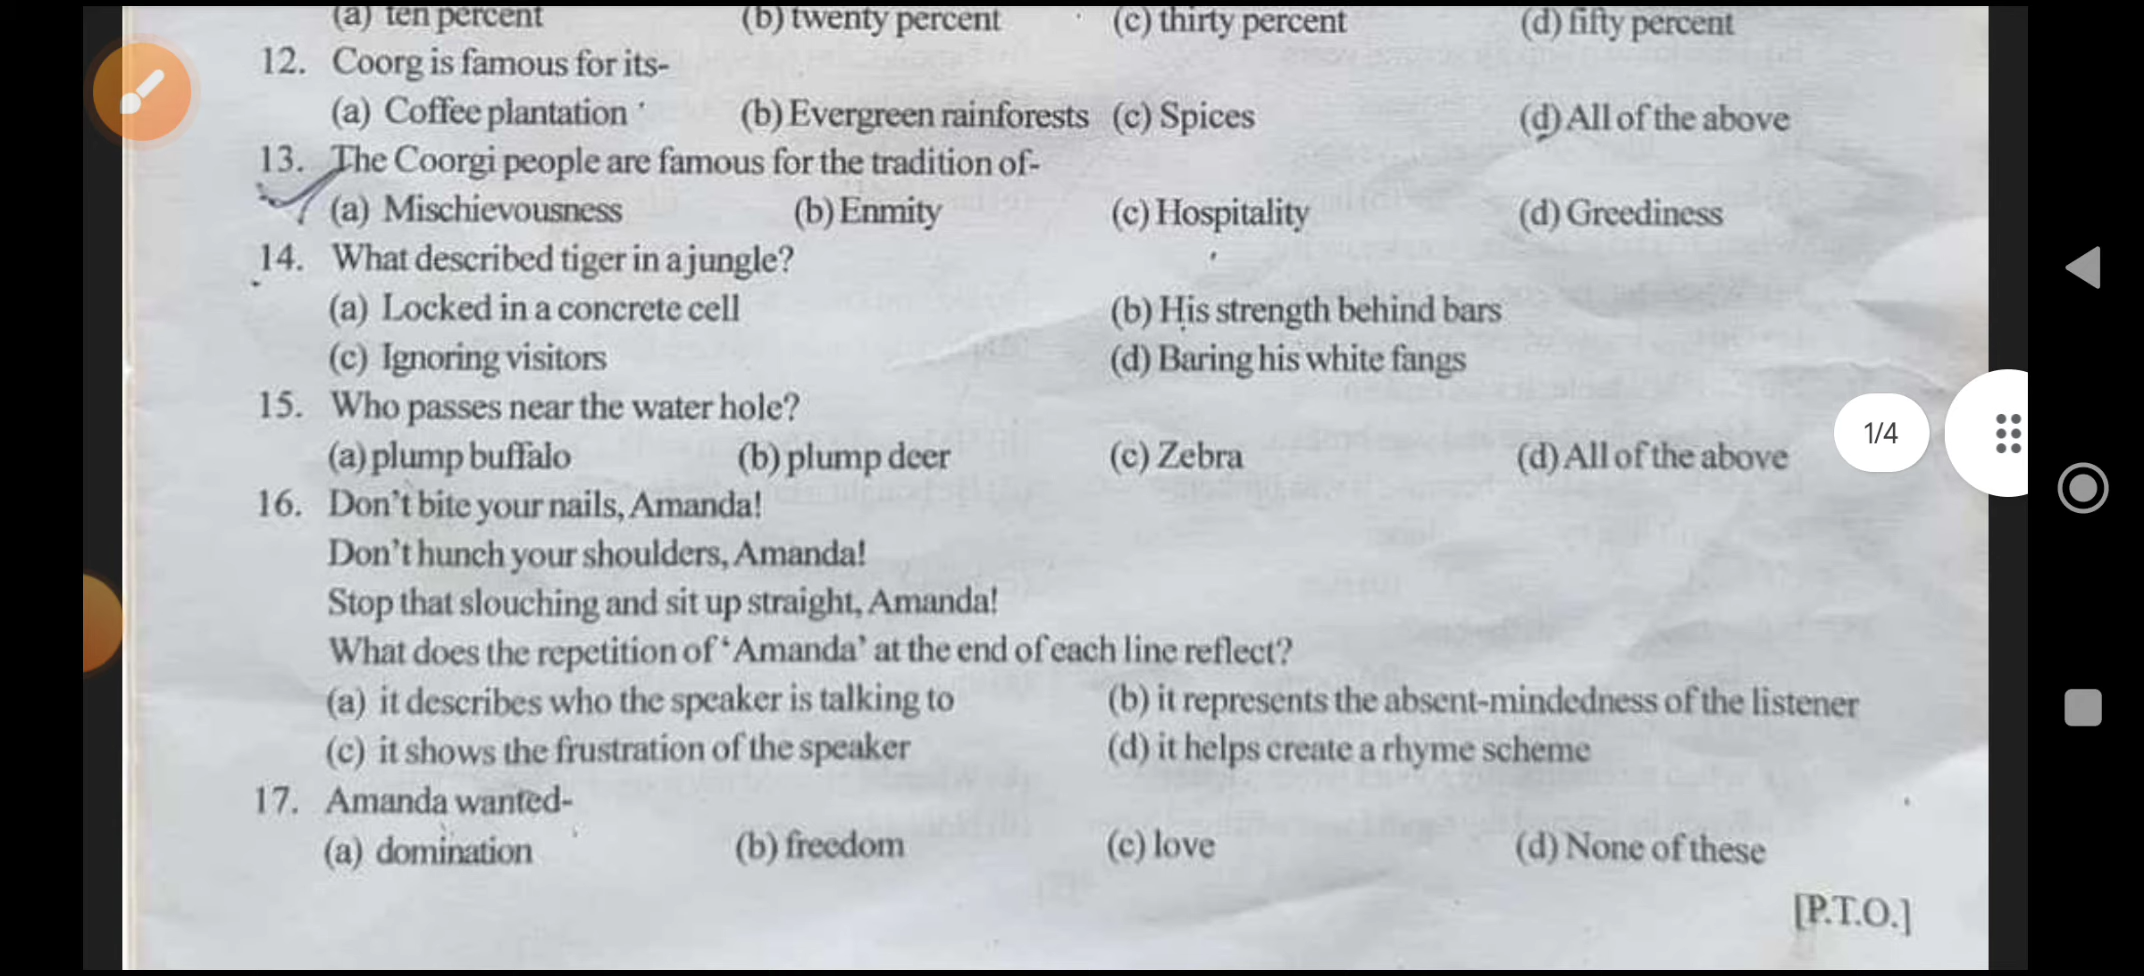 (a) ten percent (b) twenty percent (c) thirty percent (d) fifty percent
12. Coorg is famous for its-
(a) Coffee plantation (b) Evergreen rainforests (c) Spices (d) All of the above
13. The Coorgi people are famous for the tradition of-
(a) Mischievousness (b) Enmity (c) Hospitality (d) Greediness
14. What described tiger in a jungle?
(a) Locked in a concrete cell (b) His strength behind bars
(c) Ignoring visitors (d) Baring his white fangs
15. Who passes near the water hole?
(a) plump buffalo (b) plump deer (c) Zebra (d) All of the above
1/4
16. Don't bite your nails, Amanda!
Don't hunch your shoulders, Amanda!
Stop that slouching and sit up straight, Amanda!
What does the repetition of 'Amanda' at the end of each line reflect?
(a) it describes who the speaker is talking to (b) it represents the absent-mindedness of the listener
(c) it shows the frustration of the speaker (d) it helps create a rhyme scheme
17. Amanda wanted-
(a) domination (b) freedom (c) love (d) None of these
[P.T.O.]